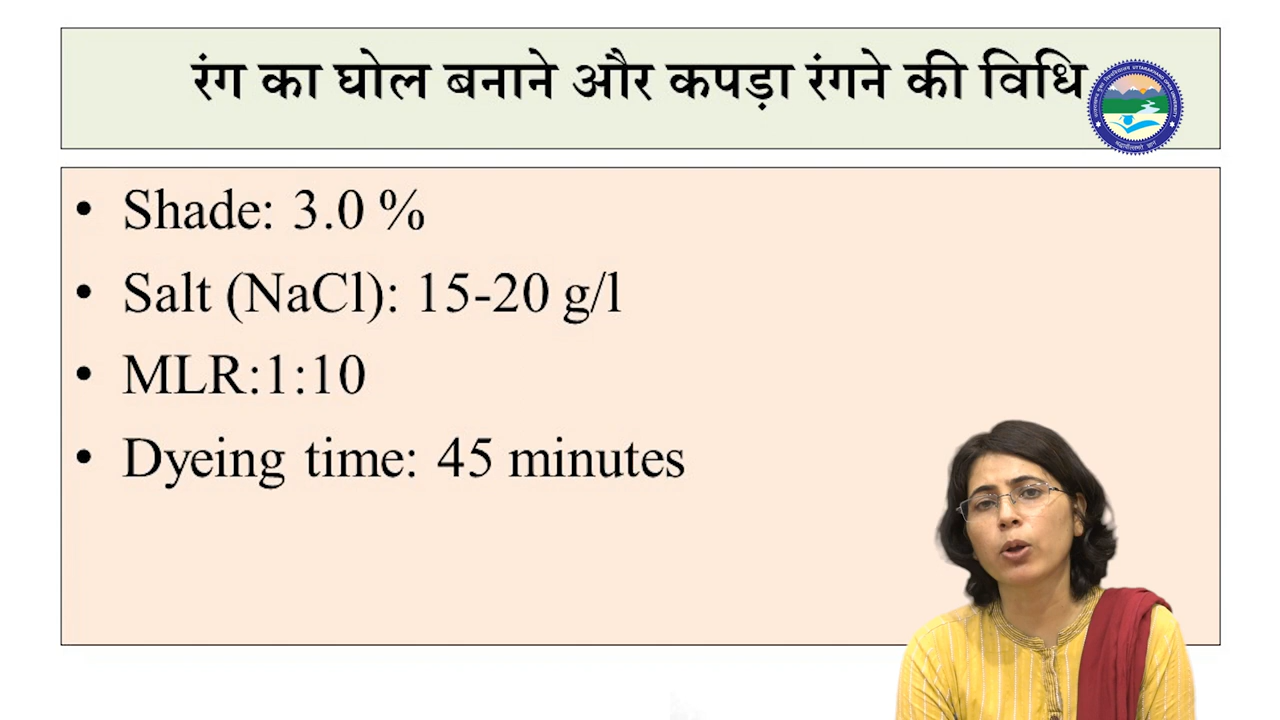 रंग का घोल बनाने और कपड़ा रंगने की विधि
• Shade: 3.0 %
• Salt (NaCl): 15-20 g/l
• MLR:1:10
• Dyeing time: 45 minutes